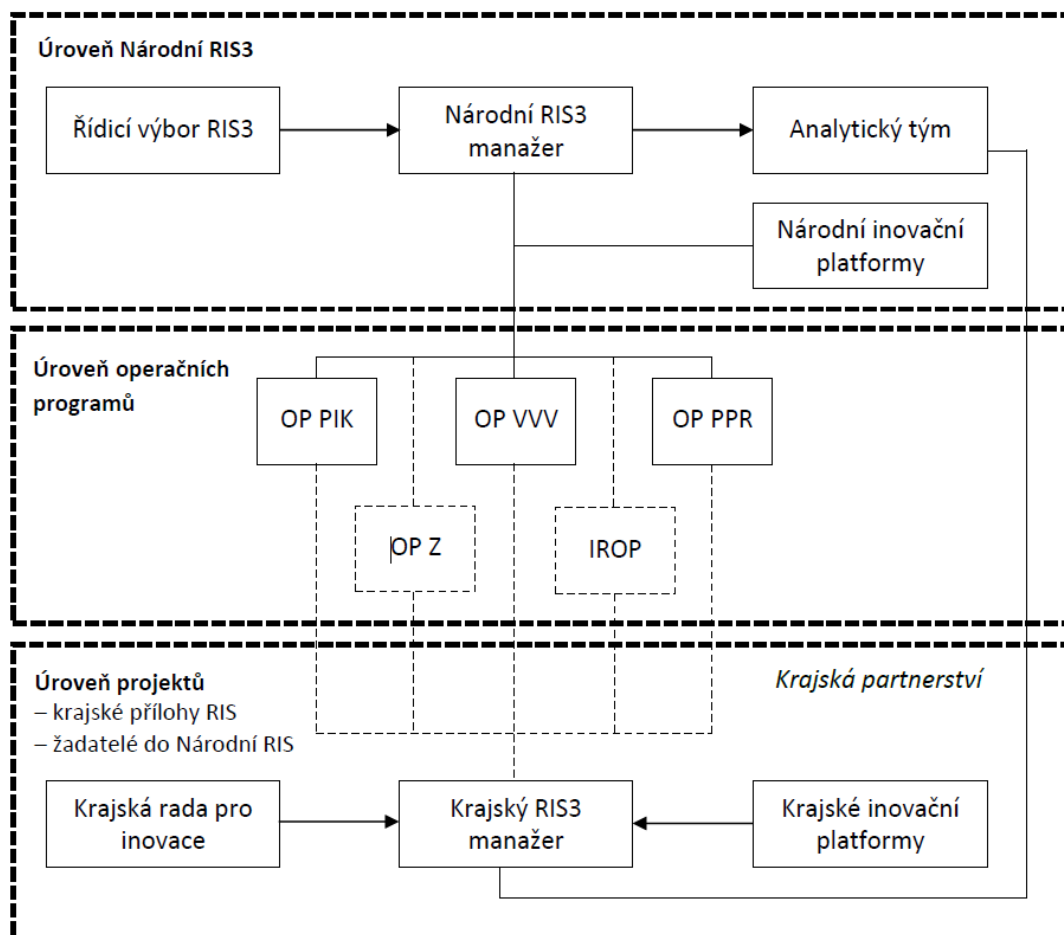 Úroveň Národní RIS3
Řídicí výbor RIS3
Národní RIS3
manažer
Analytický tým
Národní inovační
platformy
Úroveň operačních
programů
OP PIK
OP VVV
OP PPR
OP Z
IROP
Úroveň projektů
– krajské přílohy RIS
– žadatelé do Národní RIS
Krajská partnerství
Krajská rada pro
inovace
Krajský RIS3
manažer
Krajské inovační
platformy